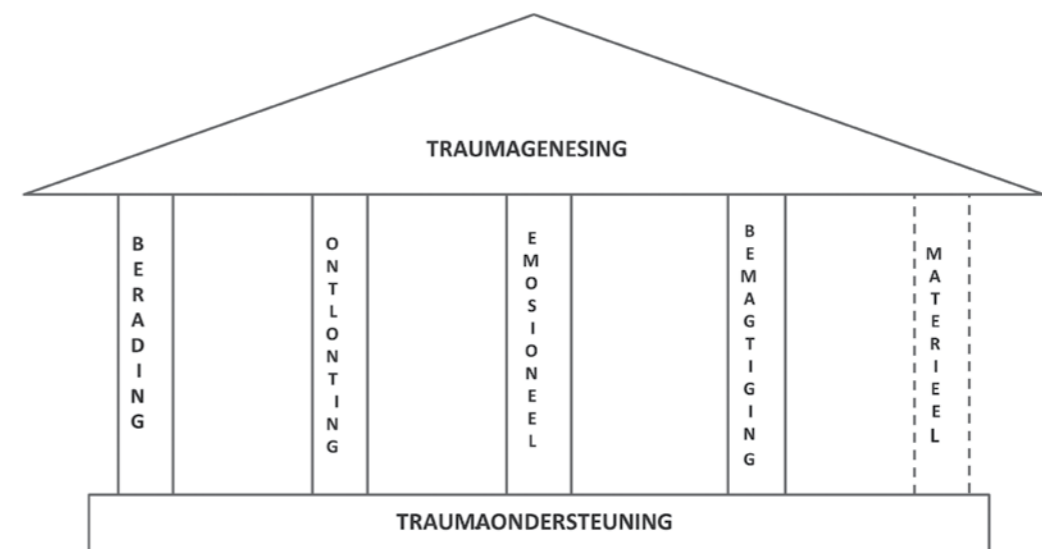 TRAUMAGENESING
BERADING
ONTLONTING
EMOSIONEEL
BEMAGTIGING
MATERIEEL
TRAUMAONDERSTEUNING